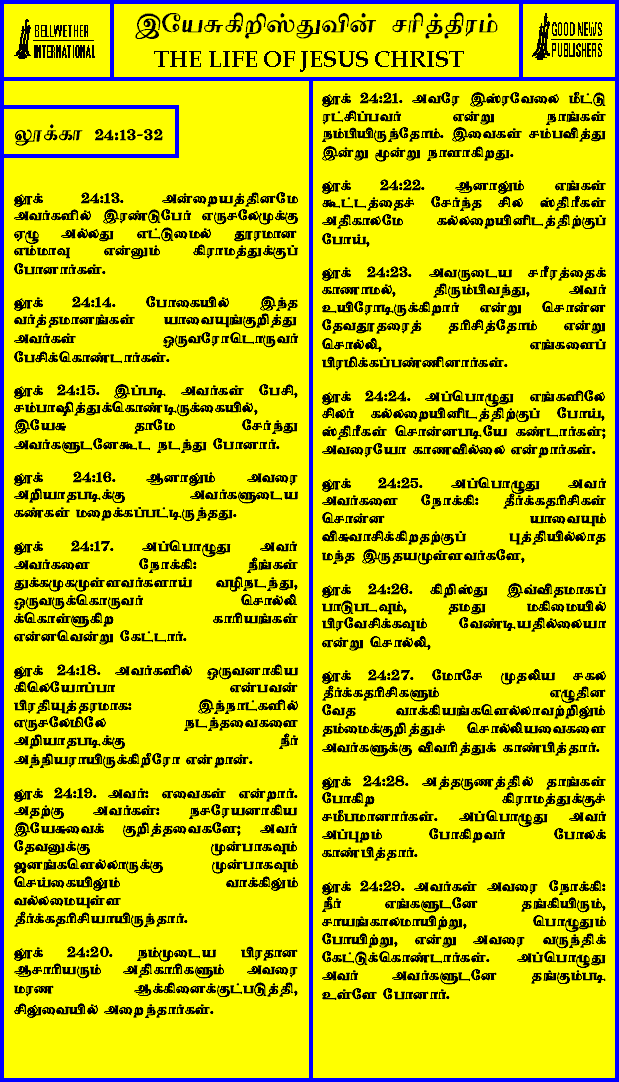 BELLWETHER
INTERNATIONAL
இயேசுகிறிஸ்துவின் சரித்திரம்
THE LIFE OF JESUS CHRIST
GOOD NEWS
PUBLISHERS
லூக்கா 24:13-32
லூக் 24:13. அன்றையத்தினமே
அவர்களில் இரண்டுபேர் எருசலேமுக்கு
ஏழு அல்லது எட்டுமைல் தூரமான
எம்மாவு என்னும் கிராமத்துக்குப்
போனார்கள்.
லூக் 24:14. போகையில் இந்த
வர்த்தமானங்கள் யாவையுங்குறித்து
அவர்கள் ஒருவரோடொருவர்
பேசிக்கொண்டார்கள்.
லூக் 24:15. இப்படி அவர்கள் பேசி,
சம்பாஷித்துக்கொண்டிருக்கையில்,
இயேசு தாமே சேர்ந்து
அவர்களுடனேகூட நடந்து போனார்.
லூக் 24:16. ஆனாலும் அவரை
அறியாதபடிக்கு அவர்களுடைய
கண்கள் மறைக்கப்பட்டிருந்தது.
லூக் 24:17. அப்பொழுது அவர்
அவர்களை நோக்கி: நீங்கள்
துக்கமுகமுள்ளவர்களாய் வழிநடந்து,
ஒருவருக்கொருவர் சொல்லி
க்கொள்ளுகிற காரியங்கள்
என்னவென்று கேட்டார்.
லூக் 24:18. அவர்களில் ஒருவனாகிய
கிலெயோப்பா என்பவன்
பிரதியுத்தரமாக: இந்நாட்களில்
எருசலேமிலே நடந்தவைகளை
அறியாதபடிக்கு நீர்
அந்நியராயிருக்கிறீரோ என்றான்.
லூக் 24:19. அவர்: எவைகள் என்றார்.
அதற்கு அவர்கள்: நசரேயனாகிய
இயேசுவைக் குறித்தவைகளே; அவர்
தேவனுக்கு முன்பாகவும்
ஜனங்களெல்லாருக்கு முன்பாகவும்
செய்கையிலும் வாக்கிலும்
வல்லமையுள்ள
தீர்க்கதரிசியாயிருந்தார்.
லூக் 24:20. நம்முடைய பிரதான
ஆசாரியரும் அதிகாரிகளும் அவரை
மரண ஆக்கினைக்குட்படுத்தி,
சிலுவையில் அறைந்தார்கள்.
லூக் 24:21. அவரே இஸ்ரவேலை மீட்டு
ரட்சிப்பவர் என்று நாங்கள்
நம்பியிருந்தோம். இவைகள் சம்பவித்து
இன்று மூன்று நாளாகிறது.
லூக் 24:22. ஆனாலும் எங்கள்
கூட்டத்தைச் சேர்ந்த சில ஸ்திரீகள்
அதிகாலமே கல்லறையினிடத்திற்குப்
போய்,
லூக் 24:23. அவருடைய சரீரத்தைக்
காணாமல், திரும்பிவந்து, அவர்
உயிரோடிருக்கிறார் என்று சொன்ன
தேவதூதரைத் தரிசித்தோம் என்று
சொல்லி, எங்களைப்
பிரமிக்கப்பண்ணினார்கள்.
லூக் 24:24. அப்பொழுது எங்களிலே
சிலர் கல்லறையினிடத்திற்குப் போய்,
ஸ்திரீகள் சொன்னபடியே கண்டார்கள்;
அவரையோ காணவில்லை என்றார்கள்.
லூக் 24:25. அப்பொழுது அவர்
அவர்களை நோக்கி: தீர்க்கதரிசிகள்
சொன்ன யாவையும்
விசுவாசிக்கிறதற்குப் புத்தியில்லாத
மந்த இருதயமுள்ளவர்களே,
லூக் 24:26. கிறிஸ்து இவ்விதமாகப்
பாடுபடவும், தமது மகிமையில்
பிரவேசிக்கவும் வேண்டியதில்லையா
என்று சொல்லி,
லூக் 24:27. மோசே முதலிய சகல
தீர்க்கதரிசிகளும் எழுதின
வேத வாக்கியங்களெல்லாவற்றிலும்
தம்மைக்குறித்துச் சொல்லியவைகளை
அவர்களுக்கு விவரித்துக் காண்பித்தார்.
லூக் 24:28. அத்தருணத்தில் தாங்கள்
போகிற கிராமத்துக்குச்
சமீபமானார்கள். அப்பொழுது அவர்
அப்புறம் போகிறவர் போலக்
காண்பித்தார்.
லூக் 24:29. அவர்கள் அவரை நோக்கி:
நீர் எங்களுடனே தங்கியிரும்,
சாயங்காலமாயிற்று, பொழுதும்
போயிற்று, என்று அவரை வருந்திக்
கேட்டுக்கொண்டார்கள். அப்பொழுது
அவர் அவர்களுடனே தங்கும்படி
உள்ளே போனார்.